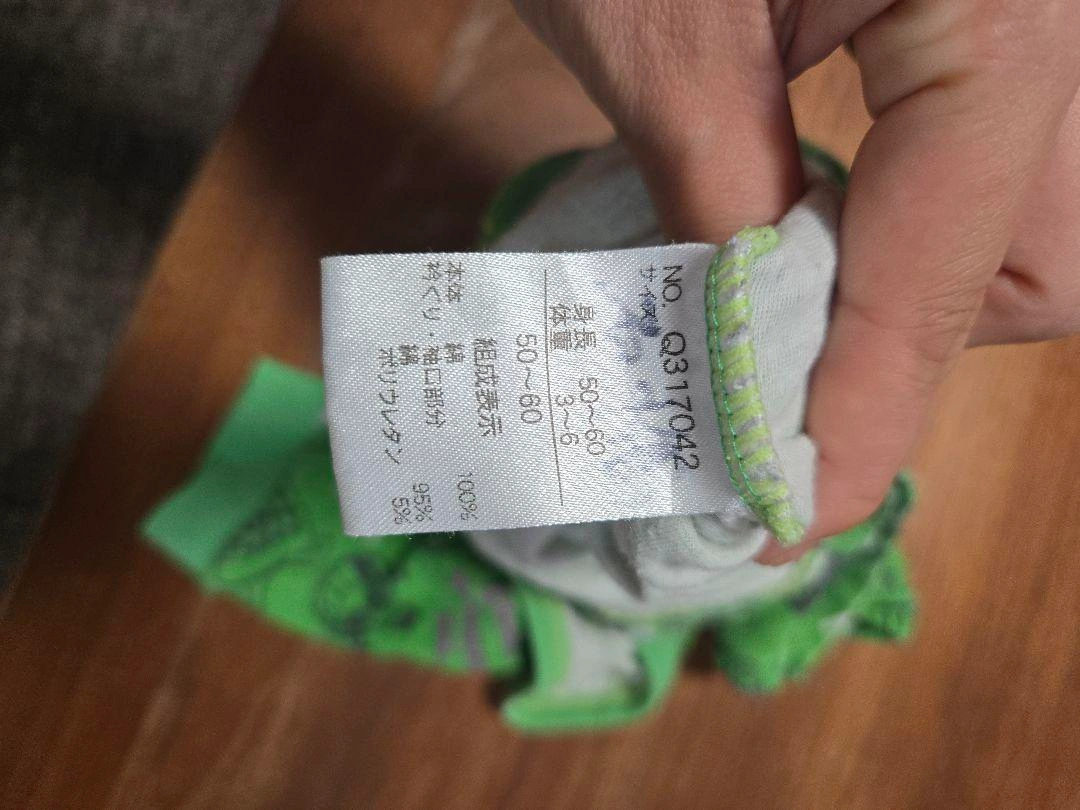 NO. Q317042
サイズ
身長 50～60
体重 3～6
50～60
組成表示
本体 綿 100%
衿ぐり・袖口部分
綿 95%
ポリウレタン 5%